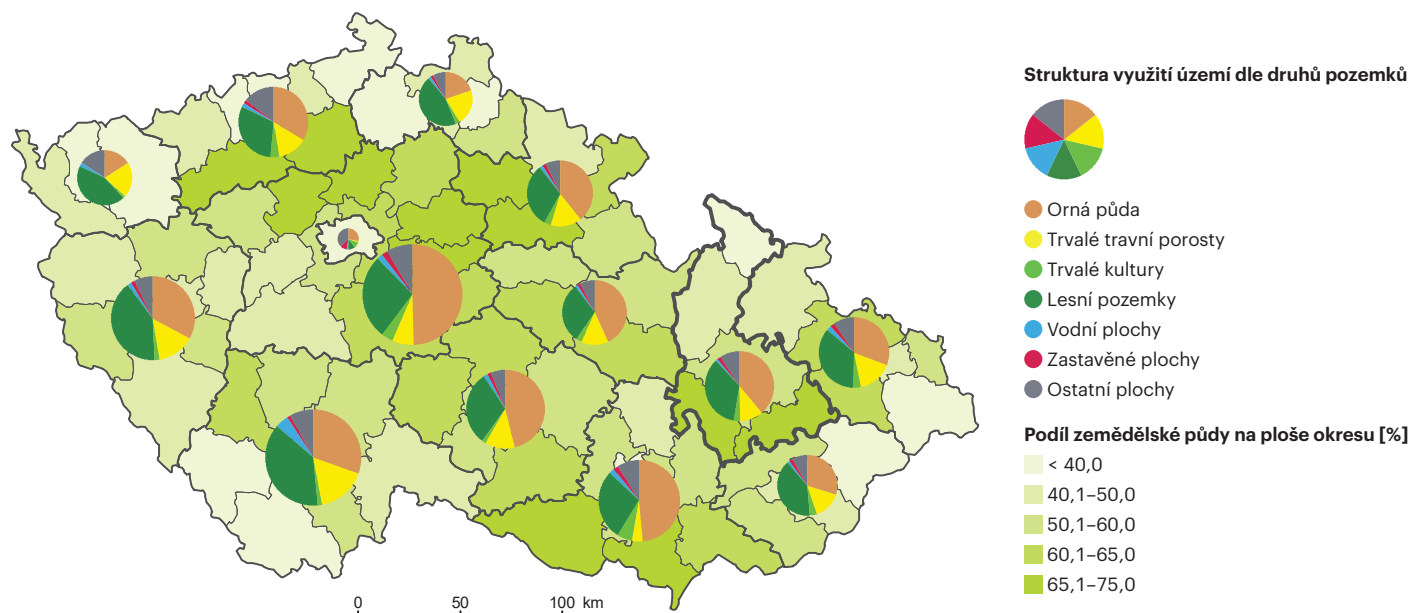 Struktura využití území dle druhů pozemků
Orná půda
Trvalé travní porosty
Trvalé kultury
Lesní pozemky
Vodní plochy
Zastavěné plochy
Ostatní plochy
Podíl zemědělské půdy na ploše okresu [%]
< 40,0
40,1–50,0
50,1–60,0
60,1–65,0
65,1–75,0
0 50 100 km